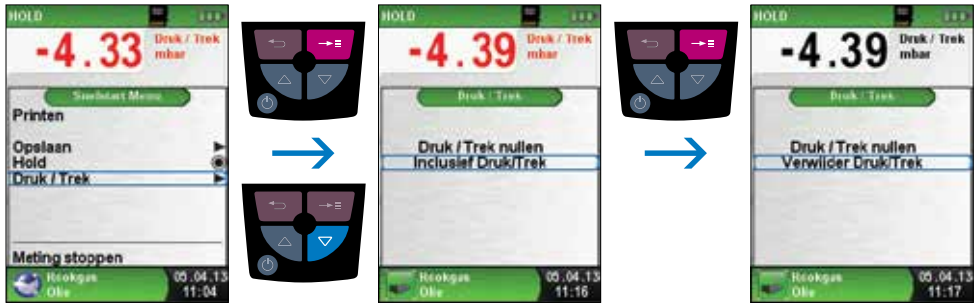 HOLD
-4.33
Druk / Trek
mbar
Snelstart Menu
Printen
Opslaan
Hold
Druk / Trek
Meting stoppen
Rookgas
Olie
05.04.13
11:04
HOLD
-4.39
Druk / Trek
mbar
Druk / Trek
Druk / Trek nullen
Inclusief Druk/Trek
Rookgas
Olie
05.04.13
11:16
HOLD
-4.39
Druk / Trek
mbar
Druk / Trek
Druk / Trek nullen
Verwijder Druk/Trek
Rookgas
Olie
05.04.13
11:17